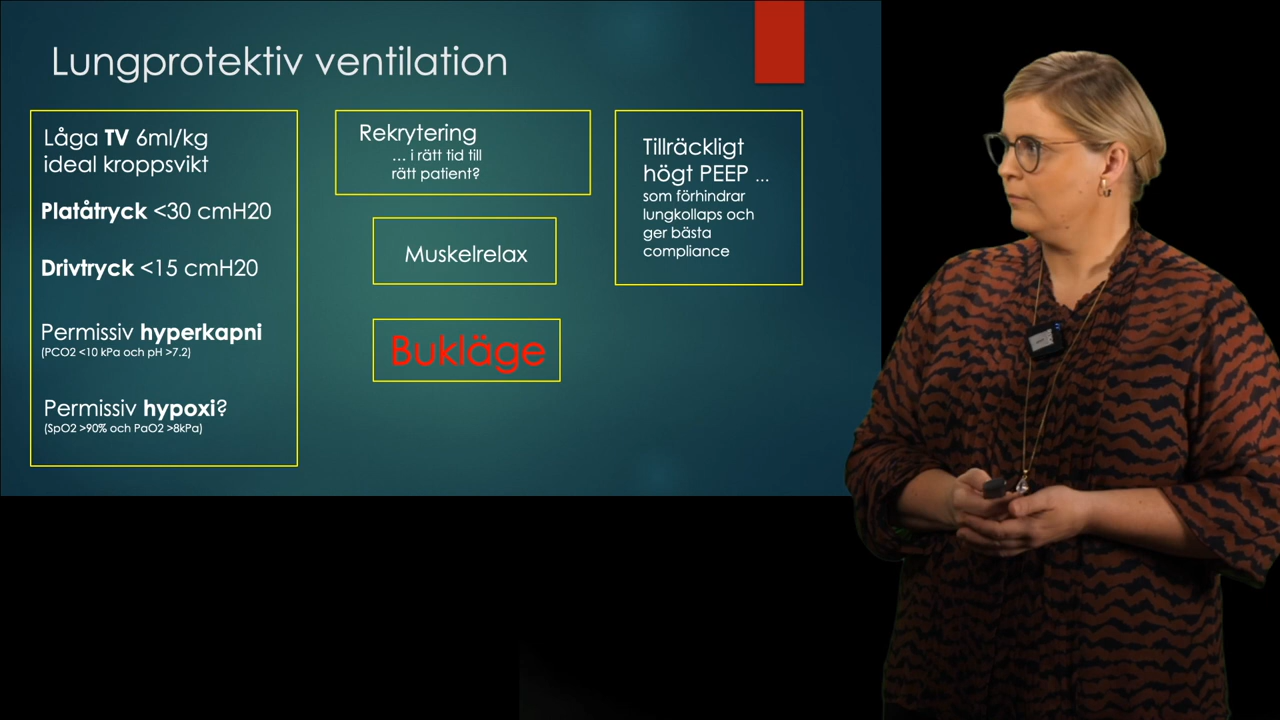 Lungprotektiv ventilation
Låga TV 6ml/kg
ideal kroppsvikt
Platåtryck <30 cmH20
Drivtryck <15 cmH20
Permissiv hyperkapni
(PCO2 <10 kPa och pH >7.2)
Permissiv hypoxi?
(SpO2 >90% och PaO2 >8kPa)
Rekrytering
... i rätt tid till
rätt patient?
Muskelrelax
Bukläge
Tillräckligt
högt PEEP ...
som förhindrar
lungkollaps och
ger bästa
compliance